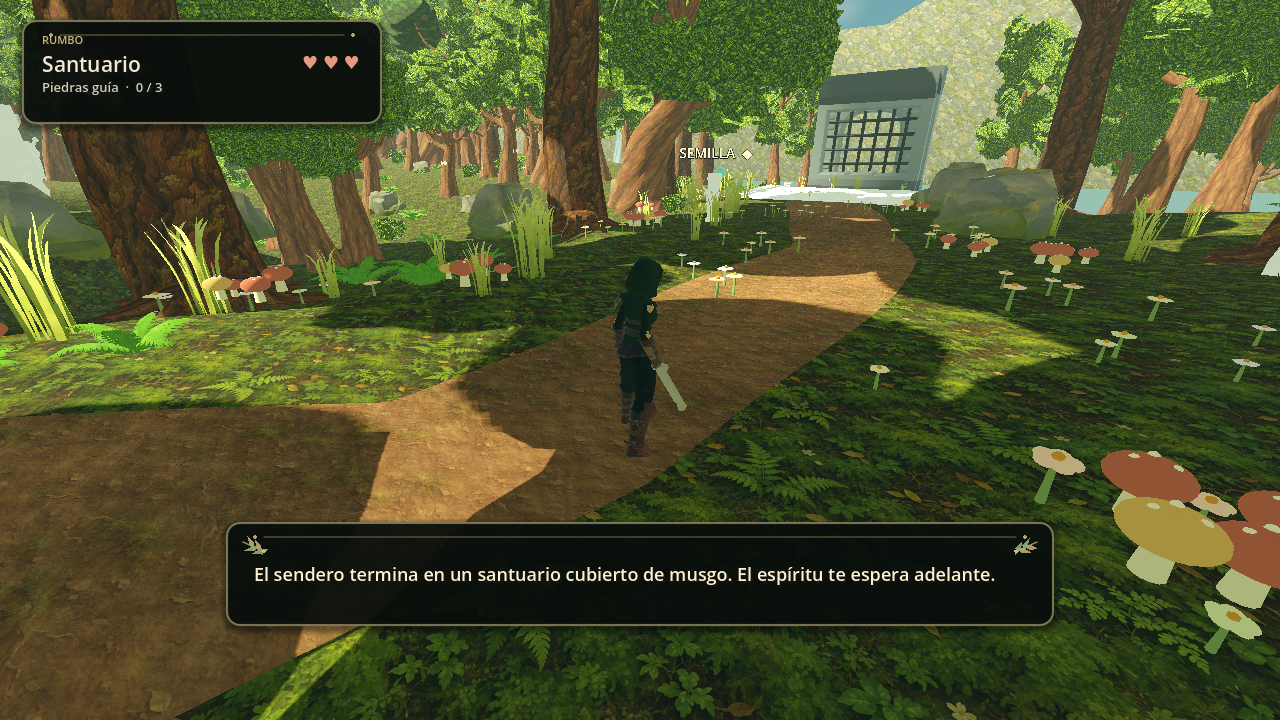 RUMBO
Santuario
Piedras guía · 0 / 3
SEMILLA
El sendero termina en un santuario cubierto de musgo. El espíritu te espera adelante.